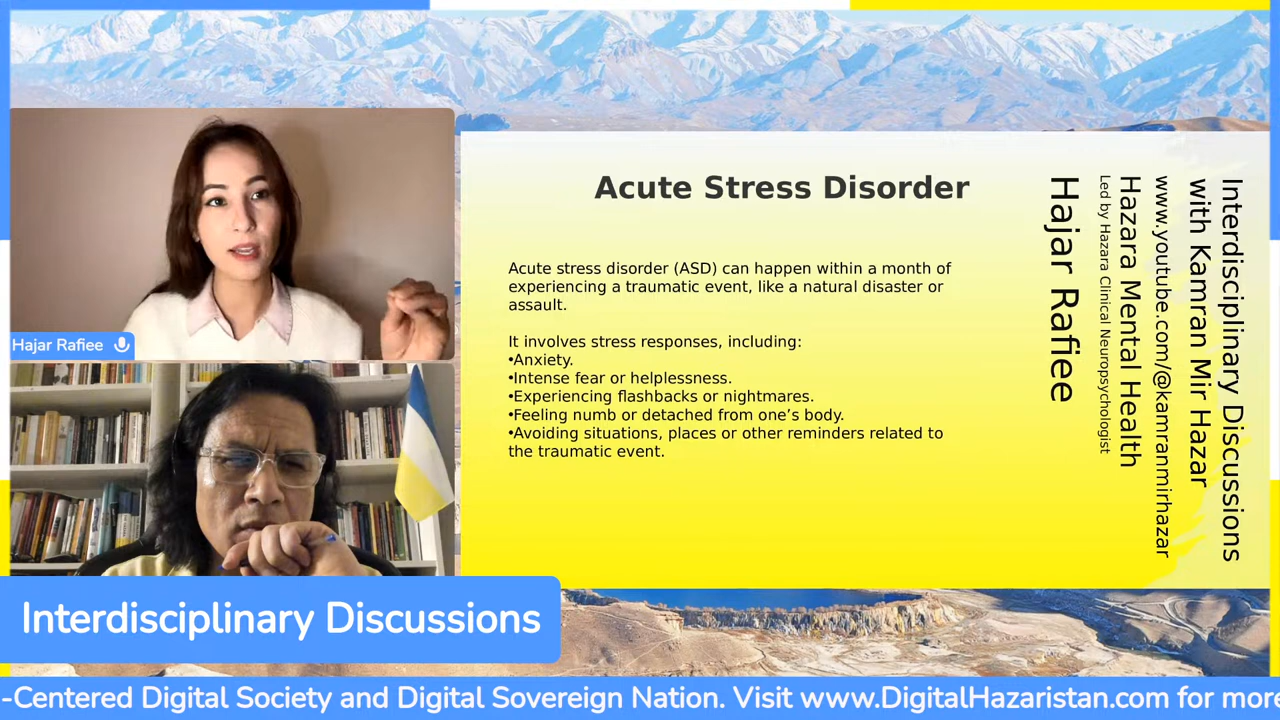 Acute Stress Disorder
Acute stress disorder (ASD) can happen within a month of
experiencing a traumatic event, like a natural disaster or
assault.
It involves stress responses, including:
•Anxiety.
•Intense fear or helplessness.
•Experiencing flashbacks or nightmares.
•Feeling numb or detached from one’s body.
•Avoiding situations, places or other reminders related to
the traumatic event.
Interdisciplinary Discussions
with Kamran Mir Hazar
www.youtube.com/@kamranmirhazar
Hazara Mental Health
Led by Hazara Clinical Neuropsychologist
Hajar Rafiee
Hajar Rafiee
Interdisciplinary Discussions
-Centered Digital Society and Digital Sovereign Nation. Visit www.DigitalHazaristan.com for more